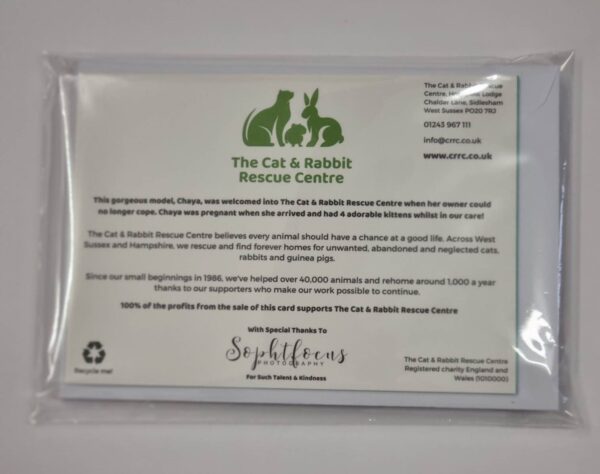 The Cat & Rabbit
Rescue Centre
The Cat & Rabbit Rescue
Centre, Lodge
Chalder Lane, Sidlesham
West Sussex PO20 7RJ
01243 967 111
info@crrc.co.uk
www.crrc.co.uk
This gorgeous model, Chaya, was welcomed into The Cat & Rabbit Rescue Centre when her owner could
no longer cope. Chaya was pregnant when she arrived and had 4 adorable kittens whilst in our care!
The Cat & Rabbit Rescue Centre believes every animal should have a chance at a good life. Across West
Sussex and Hampshire, we rescue and find forever homes for unwanted, abandoned and neglected cats,
rabbits and guinea pigs.
Since our small beginnings in 1986, we've helped over 40,000 animals and rehome around 1,000 a year
thanks to our supporters who make our work possible to continue.
100% of the profits from the sale of this card supports The Cat & Rabbit Rescue Centre
With Special Thanks To
Sophtfocus
PHOTOGRAPHY
For Such Talent & Kindness
Recycle me!
The Cat & Rabbit Rescue Centre
Registered charity England and
Wales (1010000)